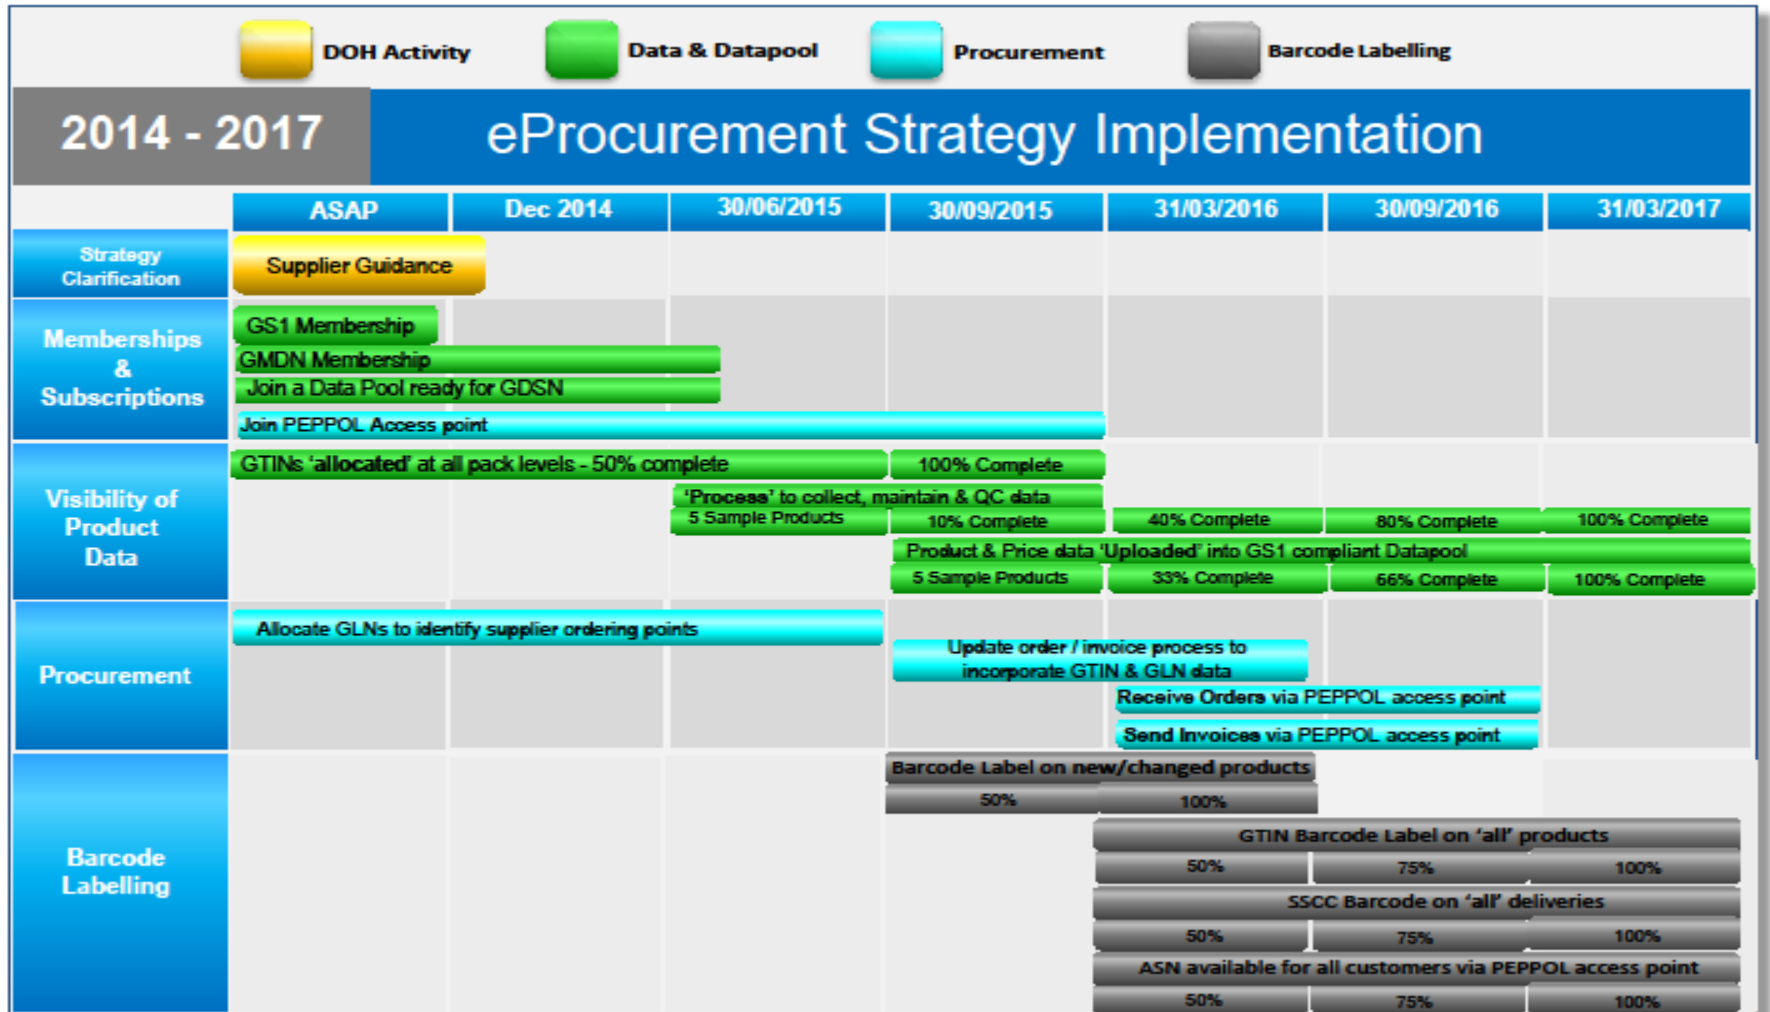 DOH Activity
Data & Datapool
Procurement
Barcode Labelling
2014 - 2017
eProcurement Strategy Implementation
ASAP
Dec 2014
30/06/2015
30/09/2015
31/03/2016
30/09/2016
31/03/2017
Strategy
Clarification
Supplier Guidance
Memberships
&
Subscriptions
GS1 Membership
GMDN Membership
Join a Data Pool ready for GDSN
Join PEPPOL Access point
Visibility of
Product
Data
GTINs ‘allocated’ at all pack levels - 50% complete
100% Complete
‘Process’ to collect, maintain & QC data
5 Sample Products
10% Complete
40% Complete
80% Complete
100% Complete
Product & Price data ‘Uploaded’ into GS1 compliant Datapool
5 Sample Products
33% Complete
66% Complete
100% Complete
Procurement
Allocate GLNs to identify supplier ordering points
Update order / invoice process to
incorporate GTIN & GLN data
Receive Orders via PEPPOL access point
Send Invoices via PEPPOL access point
Barcode
Labelling
Barcode Label on new/changed products
50%
100%
GTIN Barcode Label on ‘all’ products
50%
75%
100%
SSCC Barcode on ‘all’ deliveries
50%
75%
100%
ASN available for all customers via PEPPOL access point
50%
75%
100%